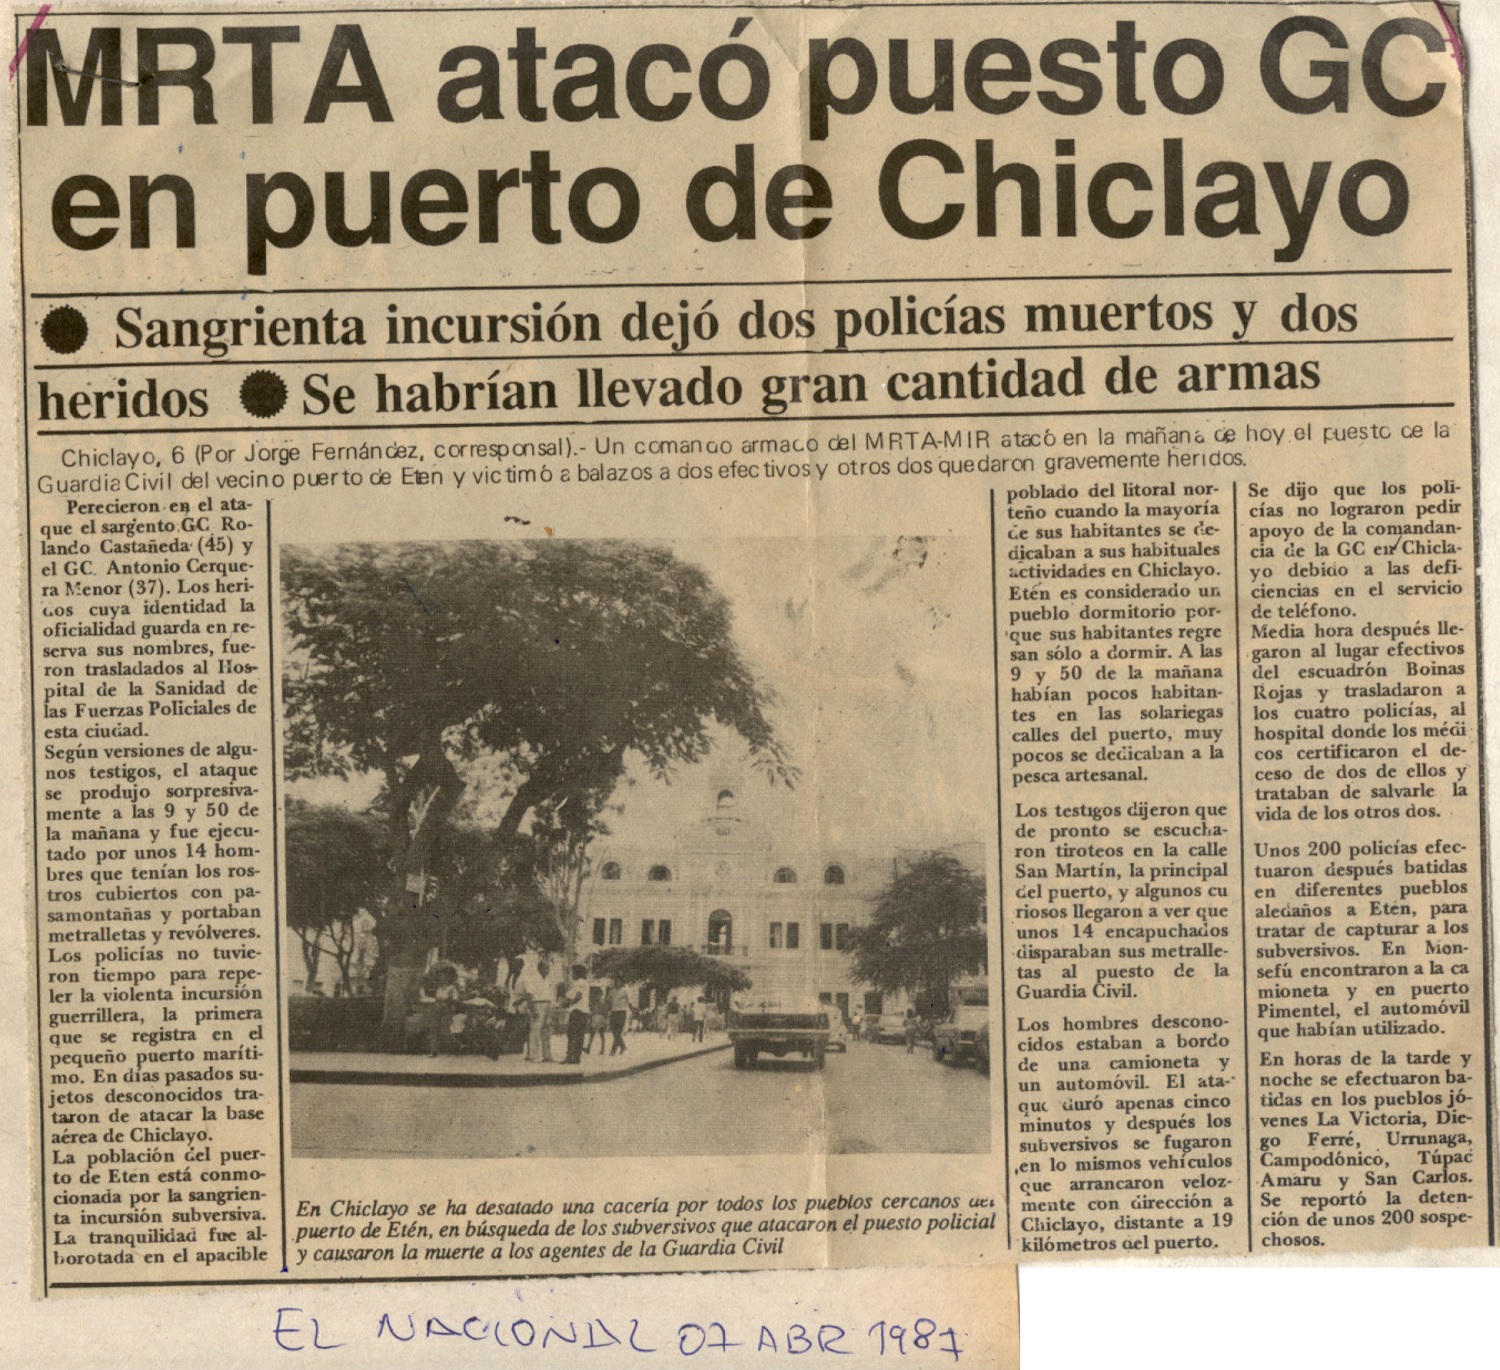 MRTA atacó puesto GC
en puerto de Chiclayo
Sangrienta incursión dejó dos policías muertos y dos
heridos ● Se habrían llevado gran cantidad de armas
Chiclayo, 6 (Por Jorge Fernández, corresponsal).- Un comando armado del MRTA-MIR atacó en la mañana de hoy el puesto de la
Guardia Civil del vecino puerto de Eten y victimó a balazos a dos efectivos y otros dos quedaron gravemente heridos.
Perecieron en el ata-
que el sargento GC. Ro-
lando Castañeda (45) y
el GC. Antonio Cerque-
ra Menor (37). Los heri-
dos cuya identidad la
oficialidad guarda en re-
serva sus nombres, fue-
ron trasladados al Hos-
pital de la Sanidad de
las Fuerzas Policiales de
esta ciudad.
Según versiones de algu-
nos testigos, el ataque
se produjo sorpresiva-
mente a las 9 y 50 de
la mañana y fue ejecu-
tado por unos 14 hom-
bres que tenían los ros-
tros cubiertos con pa-
samontañas y portaban
metralletas y revólveres.
Los policías no tuvie-
ron tiempo para repe-
ler la violenta incursión
guerrillera, la primera
que se registra en el
pequeño puerto maríti-
mo. En días pasados su-
jetos desconocidos tra-
taron de atacar la base
aérea de Chiclayo.
La población del puer-
to de Eten está conmo-
cionada por la sangrien-
ta incursión subversiva.
La tranquilidad fue al-
borotada en el apacible
poblado del litoral nor-
teño cuando la mayoría
de sus habitantes se de-
dicaban a sus habituales
actividades en Chiclayo.
Etén es considerado un
pueblo dormitorio por-
que sus habitantes regre
san sólo a dormir. A las
9 y 50 de la mañana
habían pocos habitan-
tes en las solariegas
calles del puerto, muy
pocos se dedicaban a la
pesca artesanal.
Los testigos dijeron que
de pronto se escucha-
ron tiroteos en la calle
San Martín, la principal
del puerto, y algunos cu
riosos llegaron a ver que
unos 14 encapuchados
disparaban sus metralle-
tas al puesto de la
Guardia Civil.
Los hombres descono-
cidos estaban a bordo
de una camioneta y
un automóvil. El ata-
que duró apenas cinco
minutos y después los
subversivos se fugaron
en lo mismos vehículos
que arrancaron veloz-
mente con dirección a
Chiclayo, distante a 19
kilómetros del puerto.
Se dijo que los poli-
cías no lograron pedir
apoyo de la comandan-
cia de la GC en Chicla-
yo debido a las defi-
ciencias en el servicio
de teléfono.
Media hora después lle-
garon al lugar efectivos
del escuadrón Boinas
Rojas y trasladaron a
los cuatro policías, al
hospital donde los médi
cos certificaron el de-
ceso de dos de ellos y
trataban de salvarle la
vida de los otros dos.
Unos 200 policías efec-
tuaron después batidas
en diferentes pueblos
aledaños a Etén, para
tratar de capturar a los
subversivos. En Mon-
sefú encontraron a la ca
mioneta y en puerto
Pimentel, el automóvil
que habían utilizado.
En horas de la tarde y
noche se efectuaron ba-
tidas en los pueblos jó-
venes La Victoria, Die-
go Ferré, Urrunaga,
Campodónico, Túpac
Amaru y San Carlos.
Se reportó la deten-
ción de unos 200 sospe-
chosos.
En Chiclayo se ha desatado una cacería por todos los pueblos cercanos del
puerto de Etén, en búsqueda de los subversivos que atacaron el puesto policial
y causaron la muerte a los agentes de la Guardia Civil
EL NACIONAL 07 ABR 1987